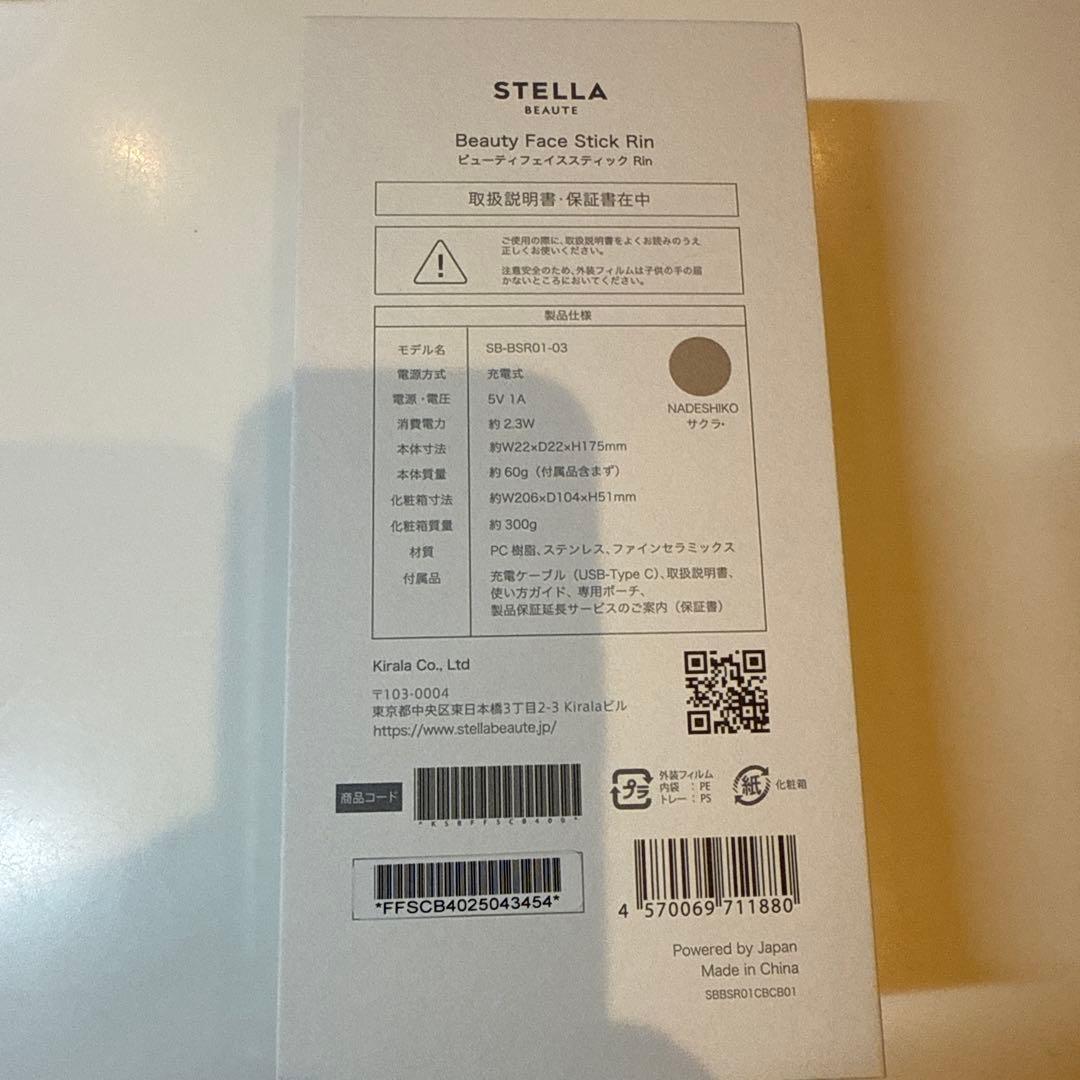 STELLA
BEAUTE
Beauty Face Stick Rin
ビューティフェイススティック Rin
取扱説明書・保証書在中
ご使用の際に、取扱説明書をよくお読みのうえ
正しくお使いください。
注意安全のため、外装フィルムは子供の手の届
かないところにおいてください。
製品仕様
モデル名 SB-BSR01-03
電源方式 充電式
電源・電圧 5V 1A
消費電力 約 2.3W
本体寸法 約W22×D22×H175mm
本体質量 約 60g（付属品含まず）
化粧箱寸法 約W206×D104×H51mm
化粧箱質量 約 300g
材質 PC 樹脂、ステンレス、ファインセラミックス
付属品 充電ケーブル（USB-Type C）、取扱説明書、
使い方ガイド、専用ポーチ、
製品保証延長サービスのご案内（保証書）
NADESHIKO
サクラ・
Kirala Co., Ltd
〒103-0004
東京都中央区東日本橋3丁目2-3 Kiralaビル
https://www.stellabeaute.jp/
商品コード
プラ
外装フィルム
内袋 ：PE
トレー：PS
紙
化粧箱
*FFSCB4025043454*
4 570069 711880
Powered by Japan
Made in China
SBBSR01CBCB01